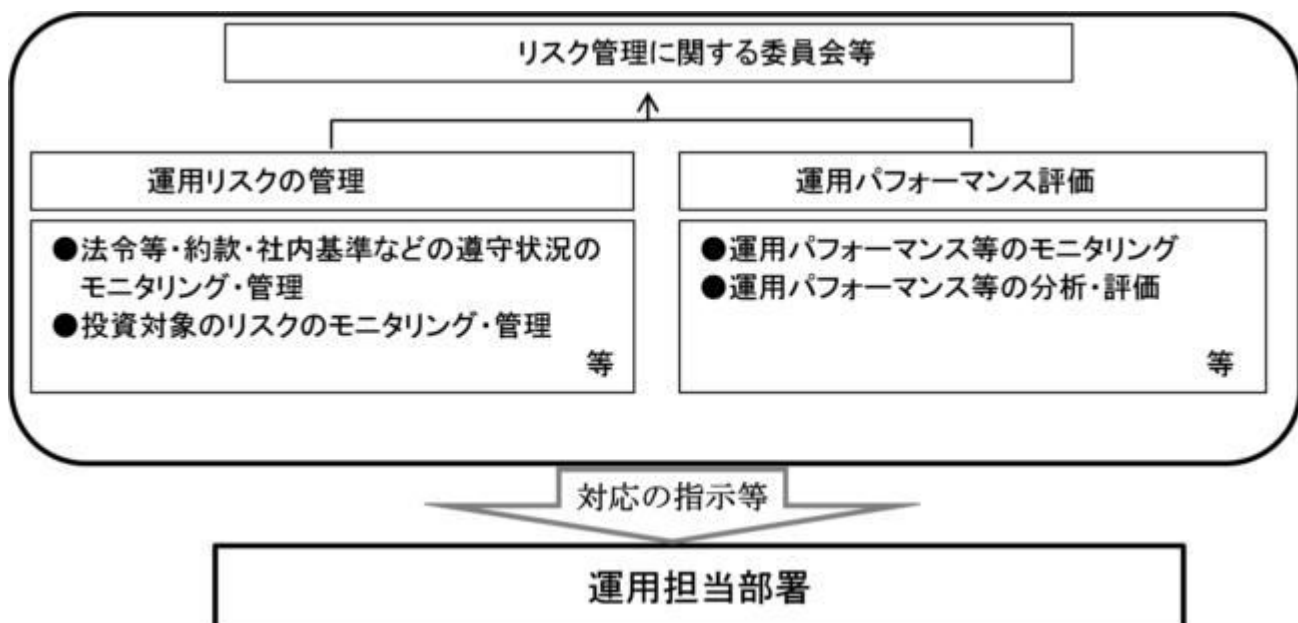 リスク管理に関する委員会等
運用リスクの管理
運用パフォーマンス評価
●法令等・約款・社内基準などの遵守状況の
モニタリング・管理
●投資対象のリスクのモニタリング・管理
等
●運用パフォーマンス等のモニタリング
●運用パフォーマンス等の分析・評価
等
対応の指示等
運用担当部署